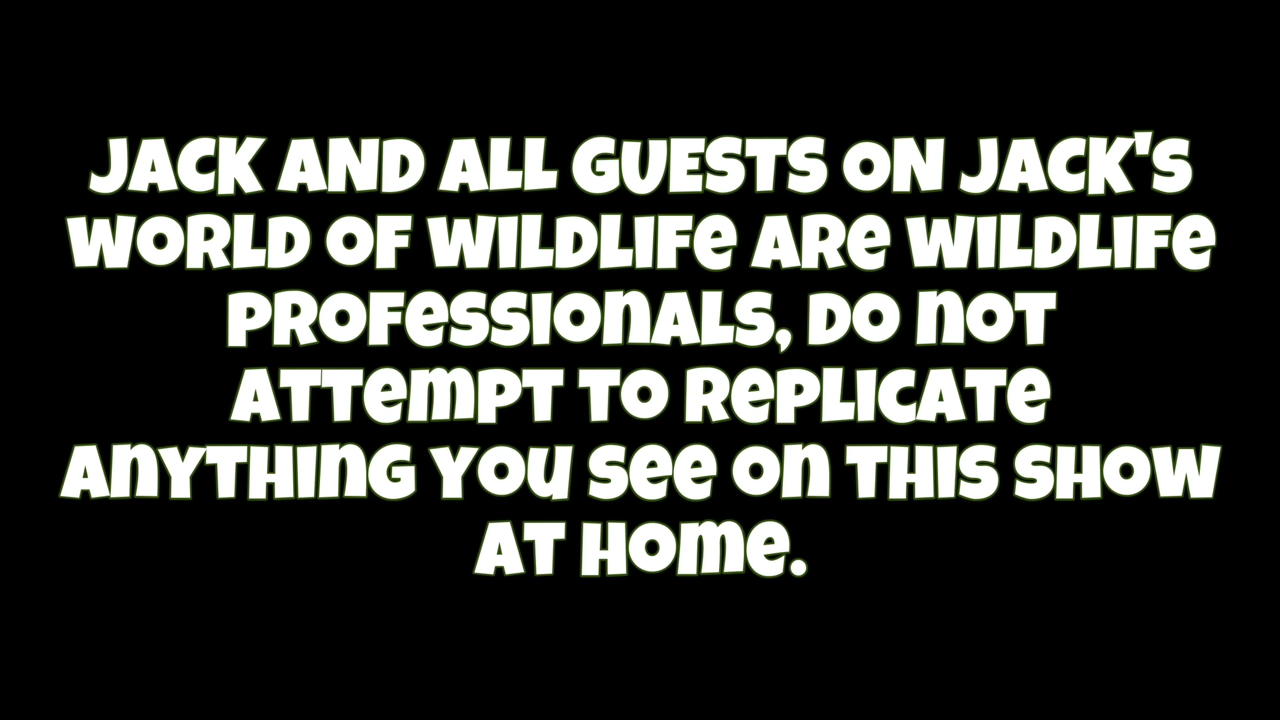 JACK AND ALL GUESTS ON JACK'S
WORLD OF WILDLIFE ARE WILDLIFE
PROFESSIONALS, DO NOT
ATTEMPT TO REPLICATE
ANYTHING YOU SEE ON THIS SHOW
AT HOME.